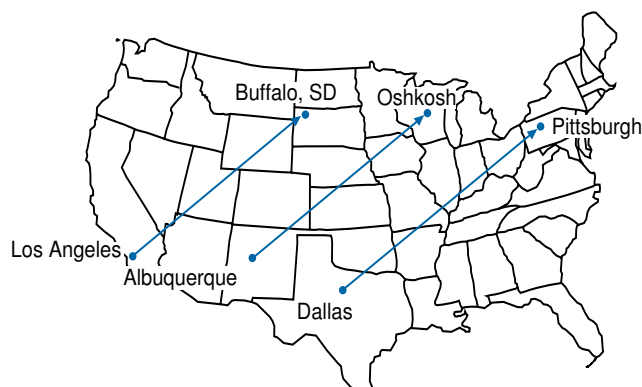 Buffalo, SD
Oshkosh
Pittsburgh
Los Angeles
Albuquerque
Dallas